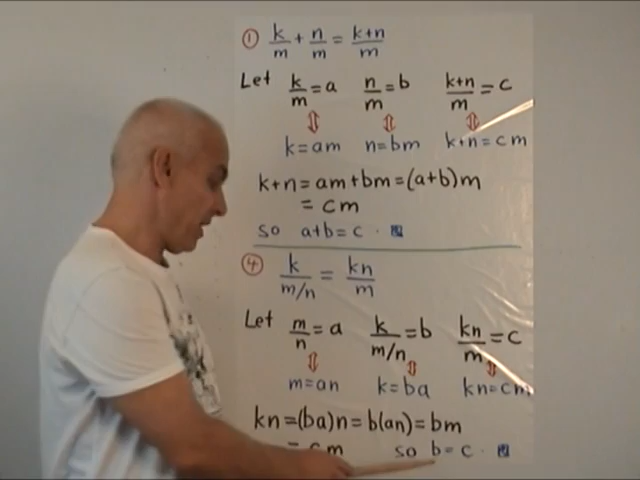 ① k/m + n/m = k+n/m
Let k/m = a n/m = b k+n/m = c
⇕ ⇕ ⇕
k = am n = bm k+n = cm
k+n = am+bm = (a+b)m
= cm
so a+b = c .
④ k/m/n = kn/m
Let m/n = a k/m/n = b kn/m = c
⇕ ⇕ ⇕
m = an k = ba kn = cm
kn = (ba)n = b(an) = bm
= cm so b = c .